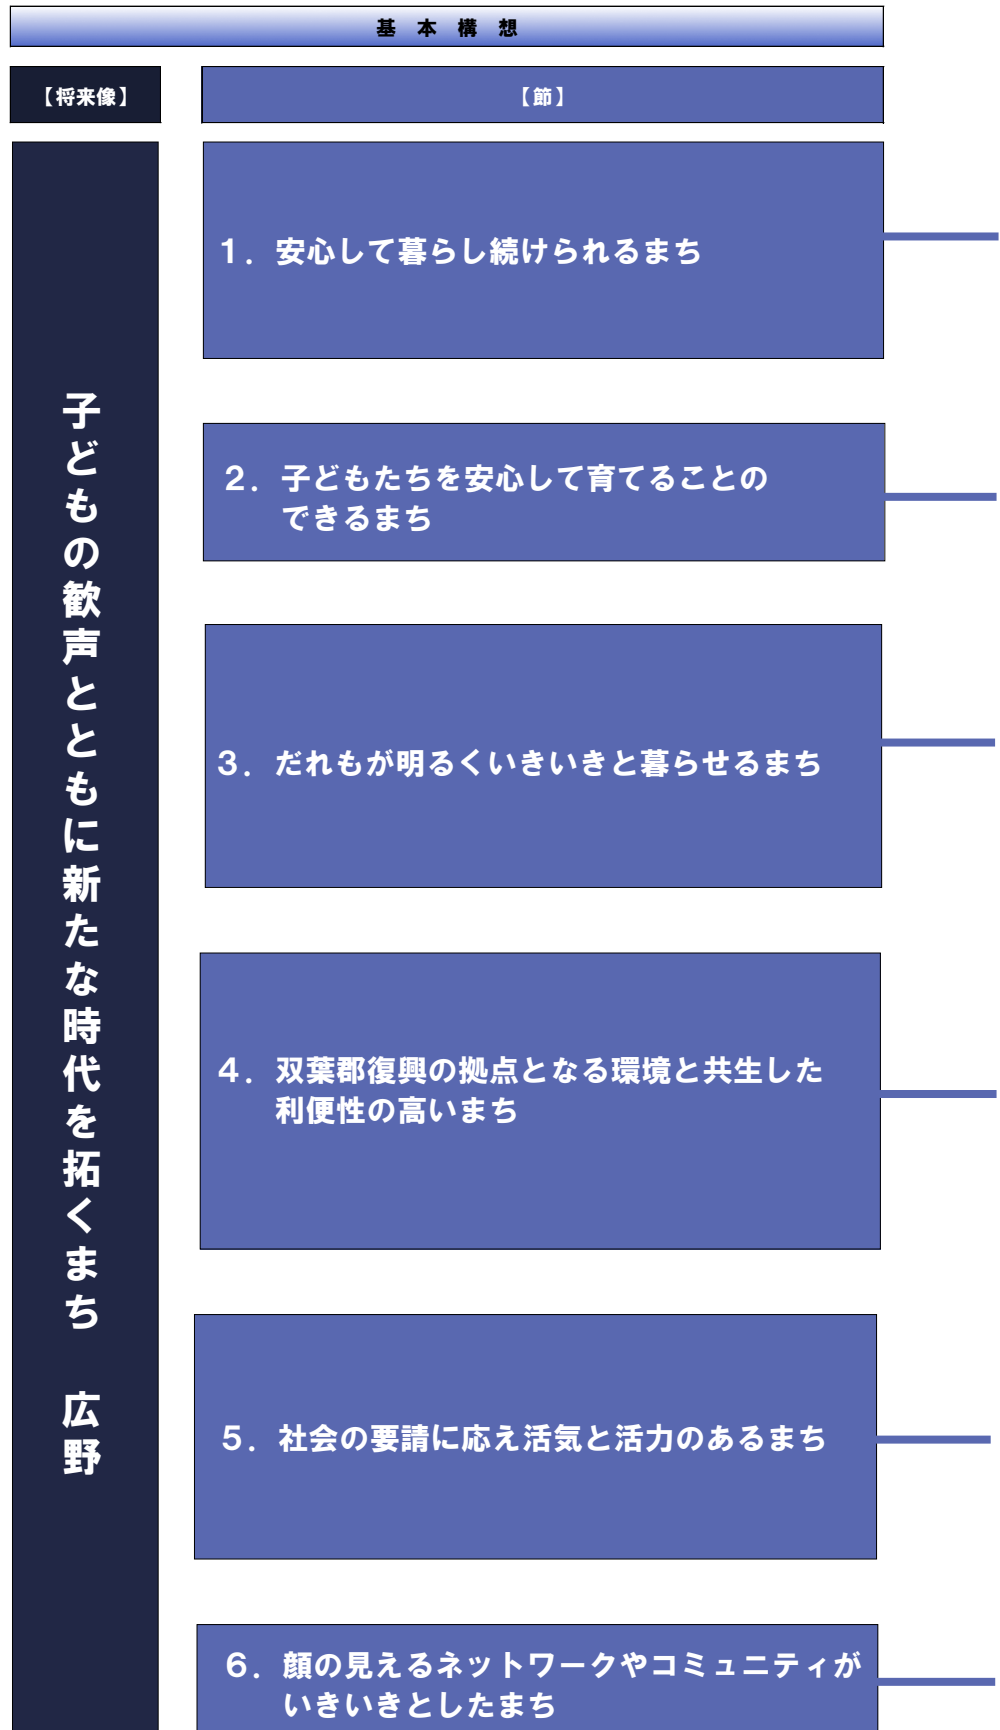 基本構想
【将来像】
【節】
子どもの歓声とともに新たな時代を拓くまち　広野
１．安心して暮らし続けられるまち
２．子どもたちを安心して育てることの
できるまち
３．だれもが明るくいきいきと暮らせるまち
４．双葉郡復興の拠点となる環境と共生した
利便性の高いまち
５．社会の要請に応え活気と活力のあるまち
６．顔の見えるネットワークやコミュニティが
いきいきとしたまち